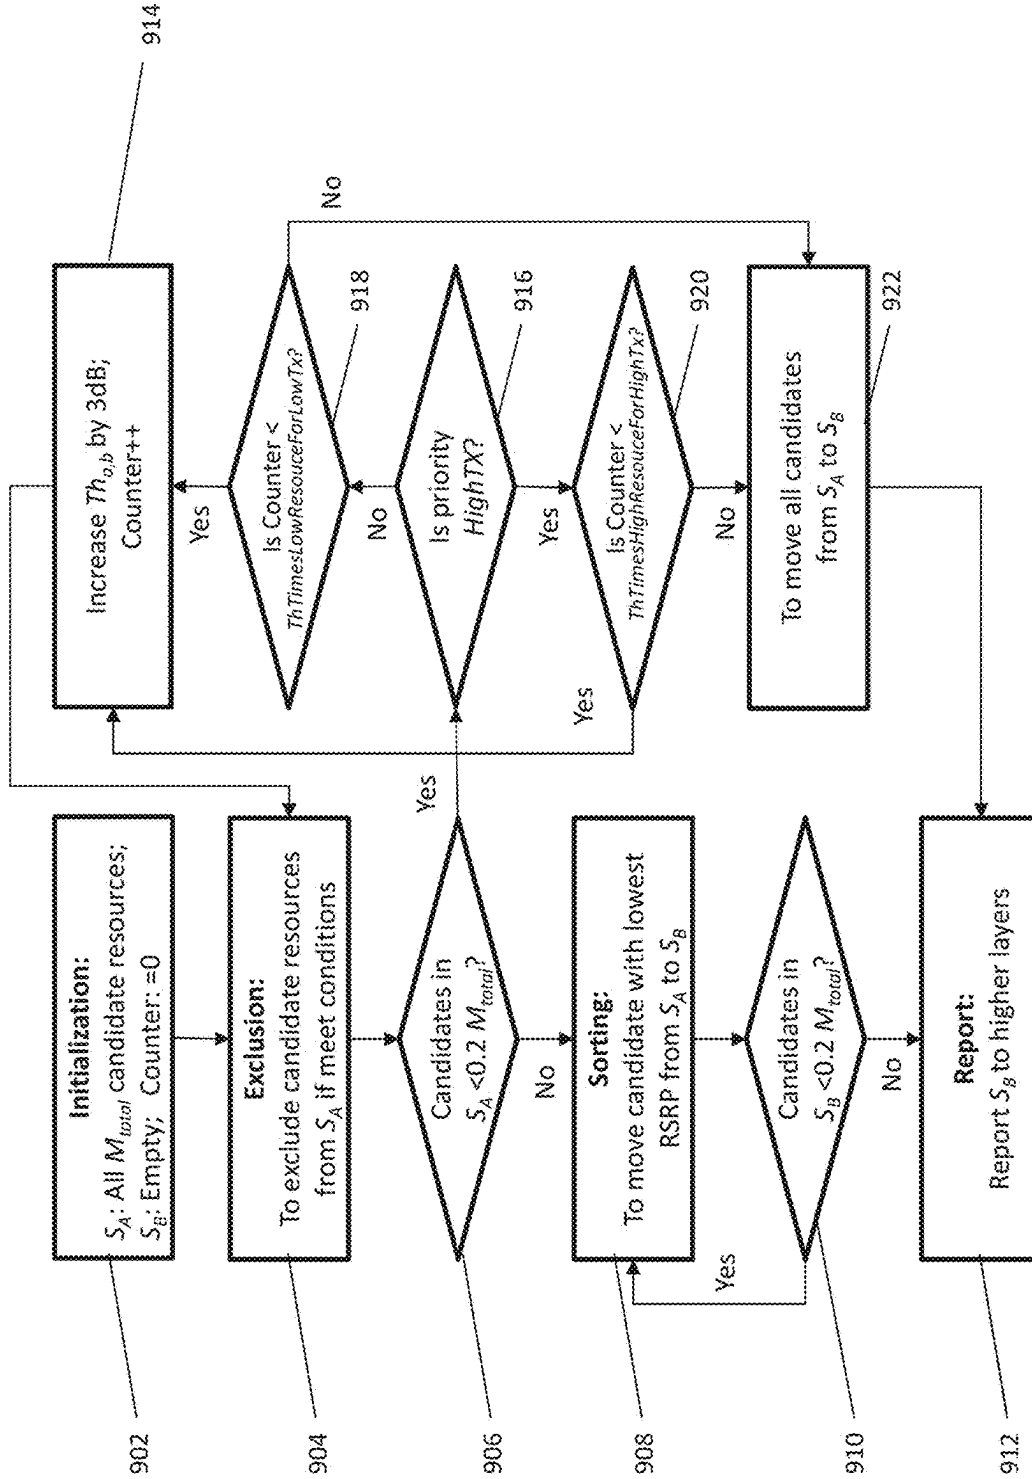 902
Initialization:
S_A: All M_total candidate resources;
S_B: Empty; Counter: =0
904
Exclusion:
To exclude candidate resources
from S_A if meet conditions
906
Candidates in
S_A <0.2 M_total?
Yes
No
908
Sorting:
To move candidate with lowest
RSRP from S_A to S_B
Yes
910
Candidates in
S_B <0.2 M_total?
No
912
Report:
Report S_B to higher layers
914
Increase Th_a,b by 3dB;
Counter++
Yes
918
Is Counter <
ThTimesLowResouceForLowTx?
No
No
916
Is priority
HighTX?
Yes
920
Is Counter <
ThTimesHighResouceForHighTx?
Yes
No
922
To move all candidates
from S_A to S_B